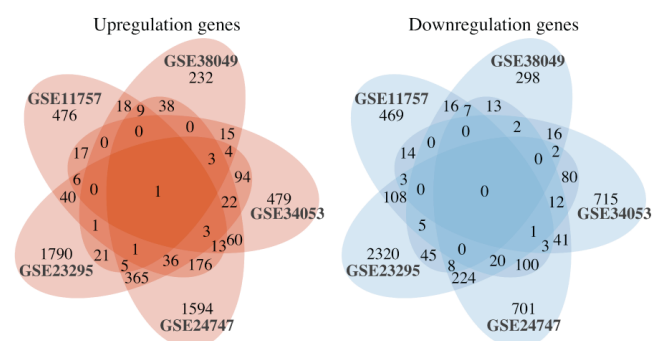 Upregulation genes
GSE38049
232
GSE11757
476
18 9 38
0 0 15
0 4
17 3
6 94
0 1 479
40 22 GSE34053
1 3 60
1790 1 13
GSE23295 21 36 176
5
365
1594
GSE24747
Downregulation genes
GSE38049
298
GSE11757
469
16 7 13
0 2 16
0 2
14 0
3 80
0 0 715
108 12 GSE34053
5 1 41
2320 0 3
GSE23295 45 20 100
8
224
701
GSE24747